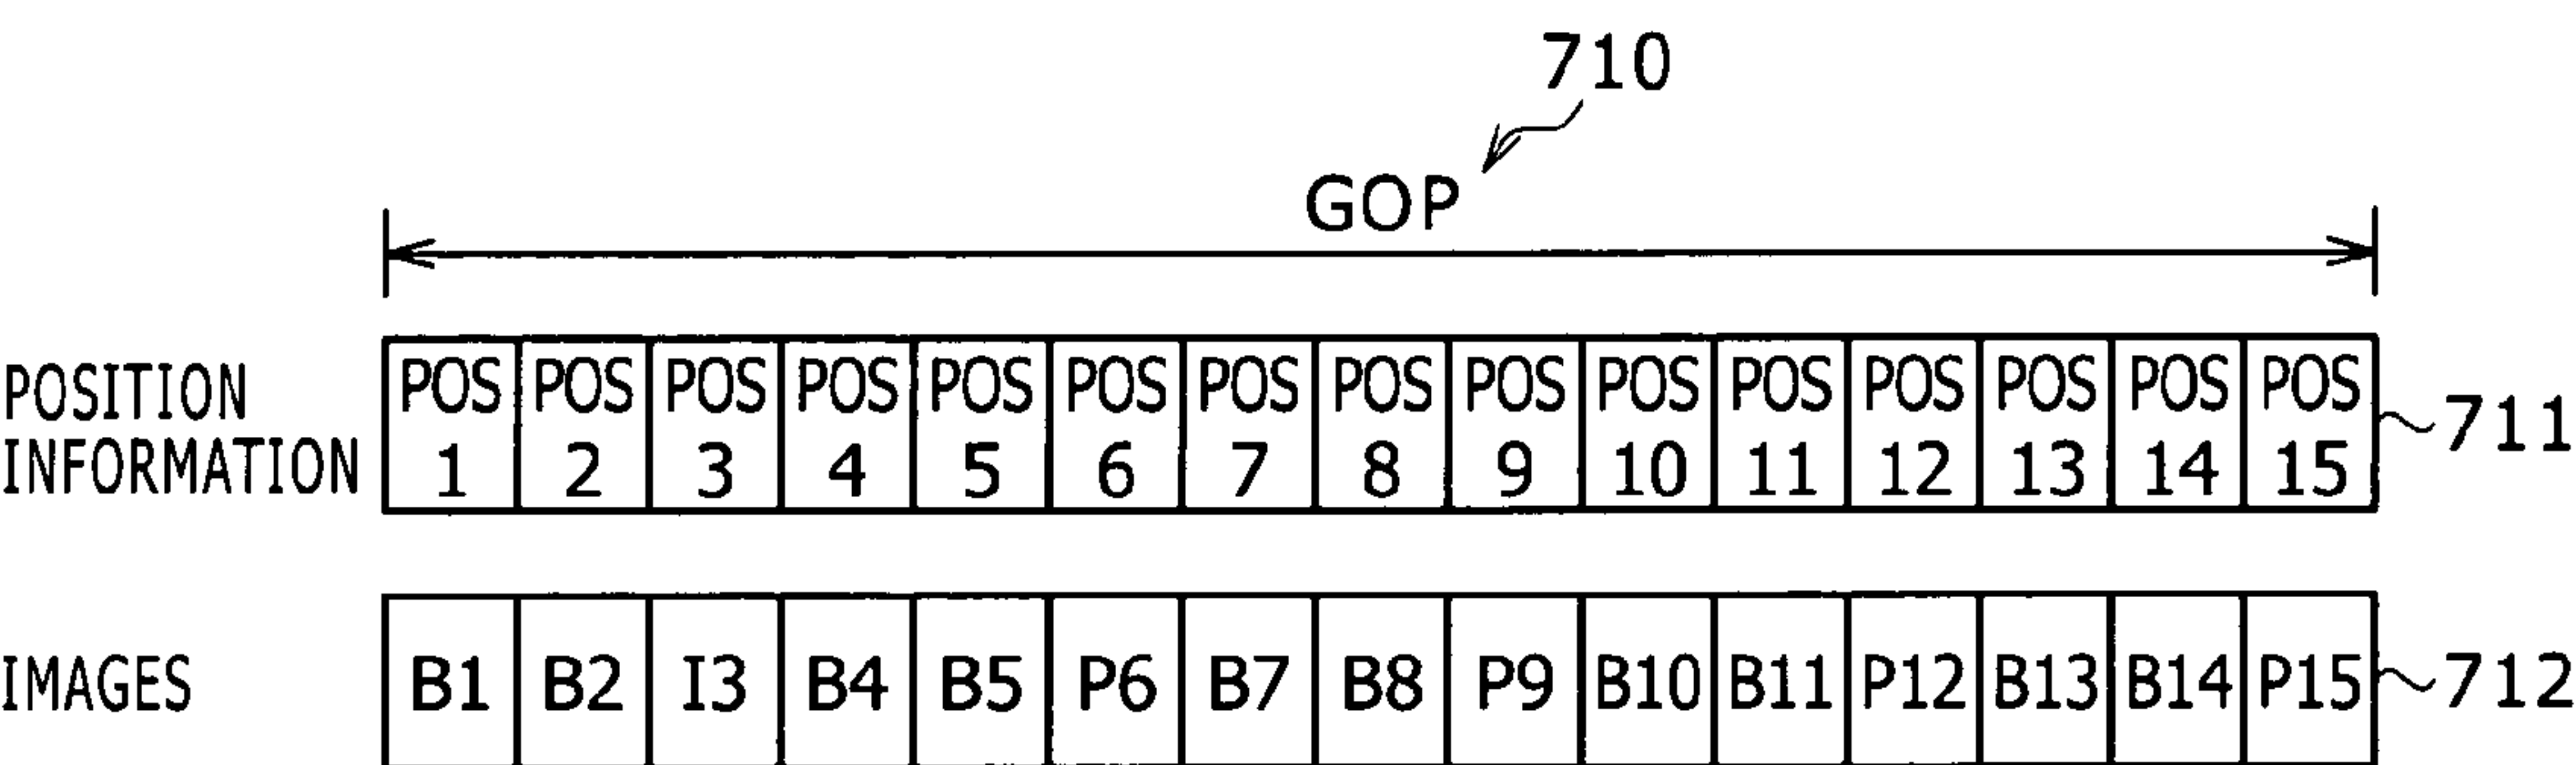 710
GOP
POSITION INFORMATION
POS 1 POS 2 POS 3 POS 4 POS 5 POS 6 POS 7 POS 8 POS 9 POS 10 POS 11 POS 12 POS 13 POS 14 POS 15 711
IMAGES B1 B2 I3 B4 B5 P6 B7 B8 P9 B10 B11 P12 B13 B14 P15 712